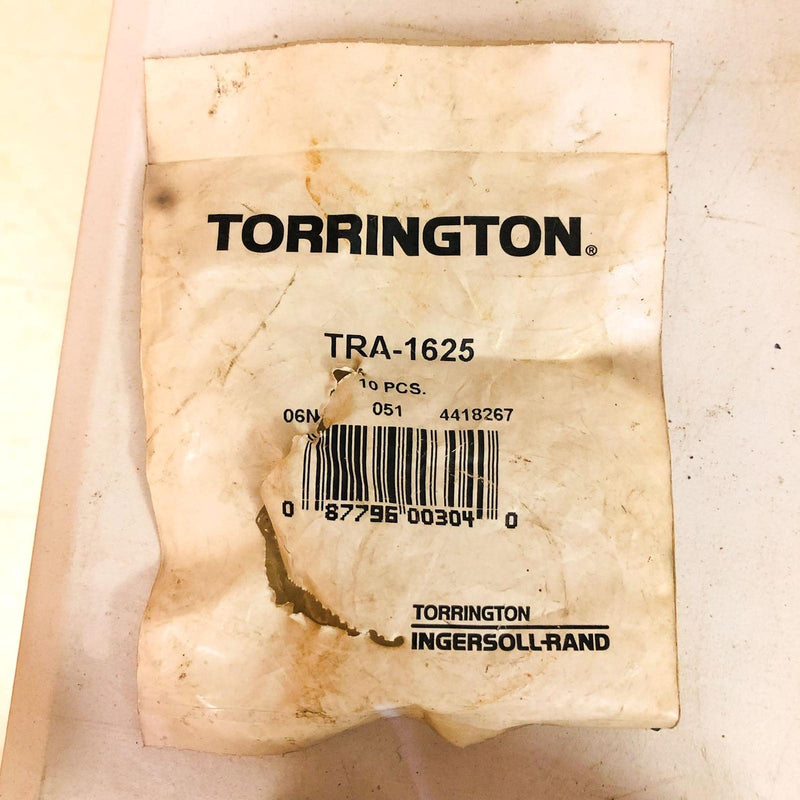 TORRINGTON®
TRA-1625
10 PCS.
06N 051 4418267
0 87796 00304 0
TORRINGTON
INGERSOLL-RAND